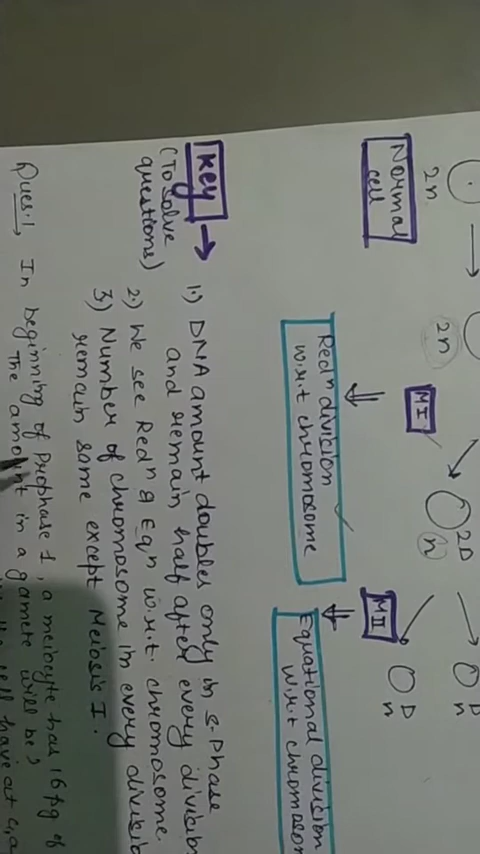 2n
2n
2D
n
D
n
D
n
Normal
cell
MI
MII
Redn division
w.r.t chromosome
Equational division
w.r.t chromosom
Key
(To solve
questions)
1.) DNA amount doubles only in S-Phase
and remain half after every division
2.) We see Redn & Eqn w.r.t. chromosome.
3) Number of chromosome in every divisio
remain same except Meiosis I.
Ques.1 In beginning of Prophase 1, a meiocyte has 16 pg of
The amount in a gamete will be;
cell have at